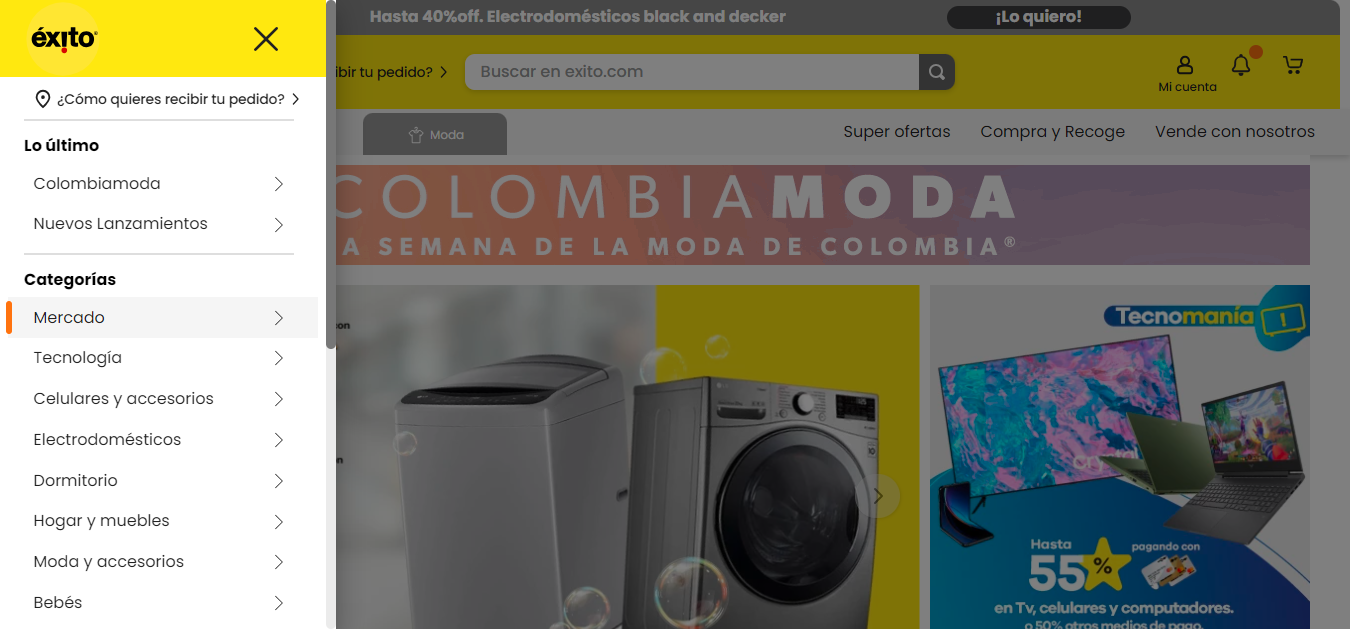 éxito
¿Cómo quieres recibir tu pedido?
Lo último
Colombiamoda
Nuevos Lanzamientos
Categorías
Mercado
Tecnología
Celulares y accesorios
Electrodomésticos
Dormitorio
Hogar y muebles
Moda y accesorios
Bebés
Hasta 40%off. Electrodomésticos black and decker
¡Lo quiero!
ibir tu pedido?
Buscar en exito.com
Mi cuenta
Moda
Super ofertas
Compra y Recoge
Vende con nosotros
COLOMBIAMODA
A SEMANA DE LA MODA DE COLOMBIA®
LG
Tecnomanía
Hasta
55%
pagando con
en Tv, celulares y computadores.
o 50% otros medios de pago.